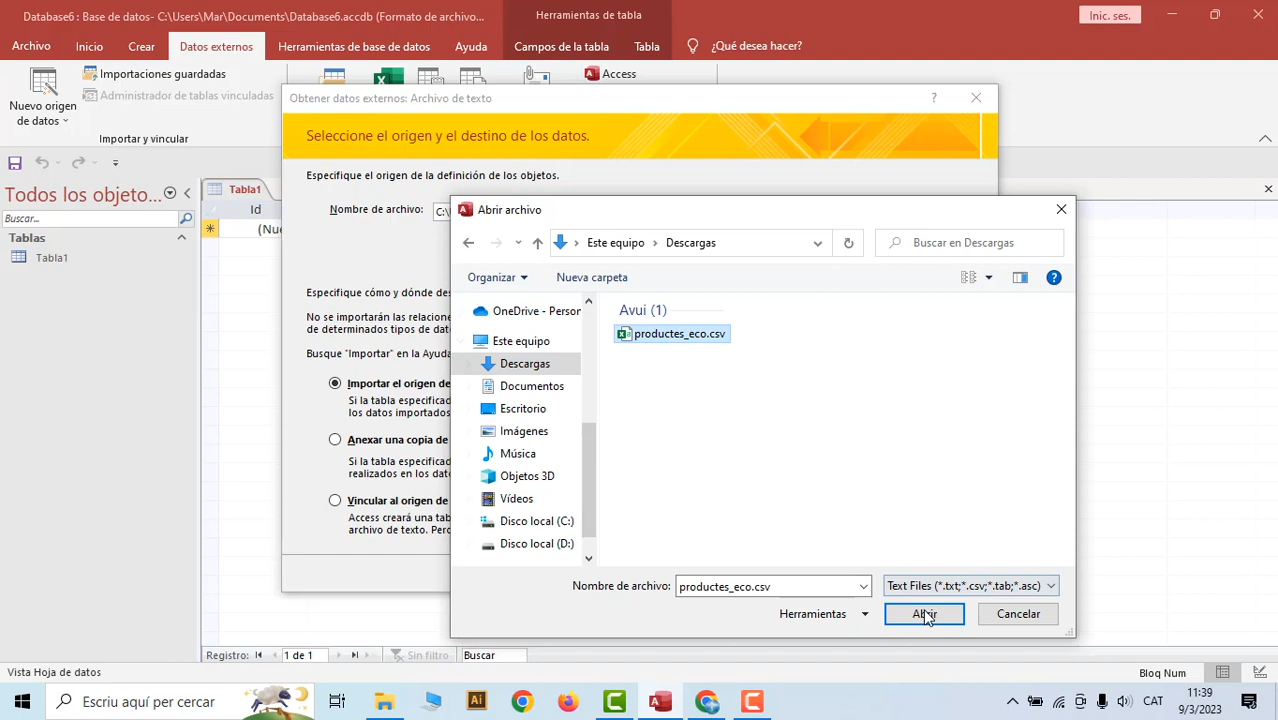 Database6 : Base de datos- C:\Users\Mar\Documents\Database6.accdb (Formato de archivo...
Herramientas de tabla
Inic. ses.
Archivo
Inicio
Crear
Datos externos
Herramientas de base de datos
Ayuda
Campos de la tabla
Tabla
¿Qué desea hacer?
Nuevo origen
de datos
Importaciones guardadas
Administrador de tablas vinculadas
Access
Importar y vincular
Obtener datos externos: Archivo de texto
?
Seleccione el origen y el destino de los datos.
Todos los objeto...
Buscar...
Tablas
Tabla1
Tabla1
Id
(Nue
Especifique el origen de la definición de los objetos.
Nombre de archivo:
C:\
Especifique cómo y dónde des
No se importarán las relacione
de determinados tipos de dato
Busque "Importar" en la Ayuda
Importar el origen de
Si la tabla especificad
los datos importados
Anexar una copia de
Si la tabla especificad
realizados en los dato
Vincular al origen de
Access creará una tab
archivo de texto. Pero
Abrir archivo
Este equipo
Descargas
Buscar en Descargas
Organizar
Nueva carpeta
?
OneDrive - Person
Este equipo
Descargas
Documentos
Escritorio
Imágenes
Música
Objetos 3D
Vídeos
Disco local (C:)
Disco local (D:)
Avui (1)
productes_eco.csv
Nombre de archivo:
productes_eco.csv
Text Files (*.txt;*.csv;*.tab;*.asc)
Herramientas
Abrir
Cancelar
Registro:
1 de 1
Sin filtro
Buscar
Vista Hoja de datos
Bloq Num
Escriu aquí per cercar
Ai
CAT
11:39
9/3/2023